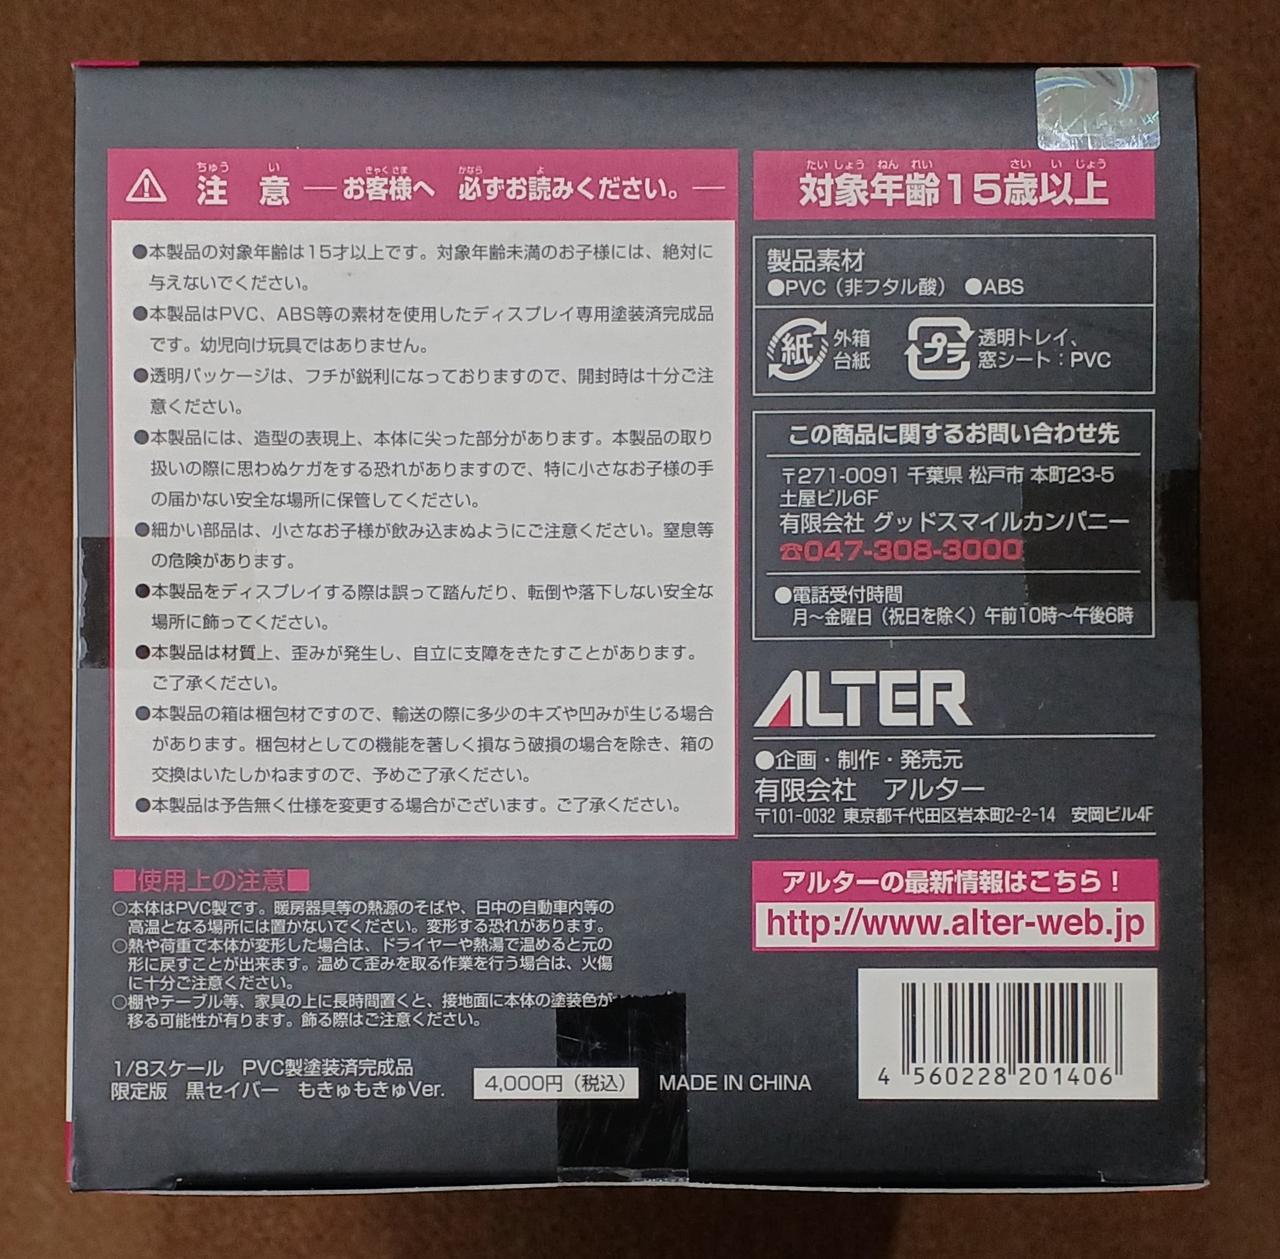 ちゅう い きゃくさま かなら よ
注 意 ― お客様へ 必ずお読みください。―
●本製品の対象年齢は15才以上です。対象年齢未満のお子様には、絶対に
与えないでください。
●本製品はPVC、ABS等の素材を使用したディスプレイ専用塗装済完成品
です。幼児向け玩具ではありません。
●透明パッケージは、フチが鋭利になっておりますので、開封時は十分ご注
意ください。
●本製品には、造型の表現上、本体に尖った部分があります。本製品の取り
扱いの際に思わぬケガをする恐れがありますので、特に小さなお子様の手
の届かない安全な場所に保管してください。
●細かい部品は、小さなお子様が飲み込まぬようにご注意ください。窒息等
の危険があります。
●本製品をディスプレイする際は誤って踏んだり、転倒や落下しない安全な
場所に飾ってください。
●本製品は材質上、歪みが発生し、自立に支障をきたすことがあります。
ご了承ください。
●本製品の箱は梱包材ですので、輸送の際に多少のキズや凹みが生じる場合
があります。梱包材としての機能を著しく損なう破損の場合を除き、箱の
交換はいたしかねますので、予めご了承ください。
●本製品は予告無く仕様を変更する場合がございます。ご了承ください。
■使用上の注意■
○本体はPVC製です。暖房器具等の熱源のそばや、日中の自動車内等の
高温となる場所には置かないでください。変形する恐れがあります。
○熱や荷重で本体が変形した場合は、ドライヤーや熱湯で温めると元の
形に戻すことが出来ます。温めて歪みを取る作業を行う場合は、火傷
に十分ご注意ください。
○棚やテーブル等、家具の上に長時間置くと、接地面に本体の塗装色が
移る可能性が有ります。飾る際はご注意ください。
1/8スケール PVC製塗装済完成品
限定版 黒セイバー もきゅもきゅVer.
4,000円（税込）
MADE IN CHINA
たいしょう ねん れい さい い じょう
対象年齢15歳以上
製品素材
●PVC（非フタル酸） ●ABS
紙 外箱
台紙
プラ 透明トレイ、
窓シート：PVC
この商品に関するお問い合わせ先
〒271-0091 千葉県 松戸市 本町23-5
土屋ビル6F
有限会社 グッドスマイルカンパニー
☎047-308-3000
●電話受付時間
月〜金曜日（祝日を除く）午前10時〜午後6時
ALTER
●企画・制作・発売元
有限会社 アルター
〒101-0032 東京都千代田区岩本町2-2-14 安岡ビル4F
アルターの最新情報はこちら！
http://www.alter-web.jp
4 560228 201406